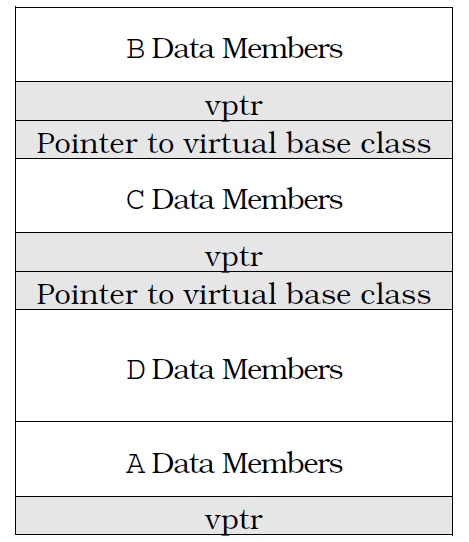 B Data Members
vptr
Pointer to virtual base class
C Data Members
vptr
Pointer to virtual base class
D Data Members
A Data Members
vptr